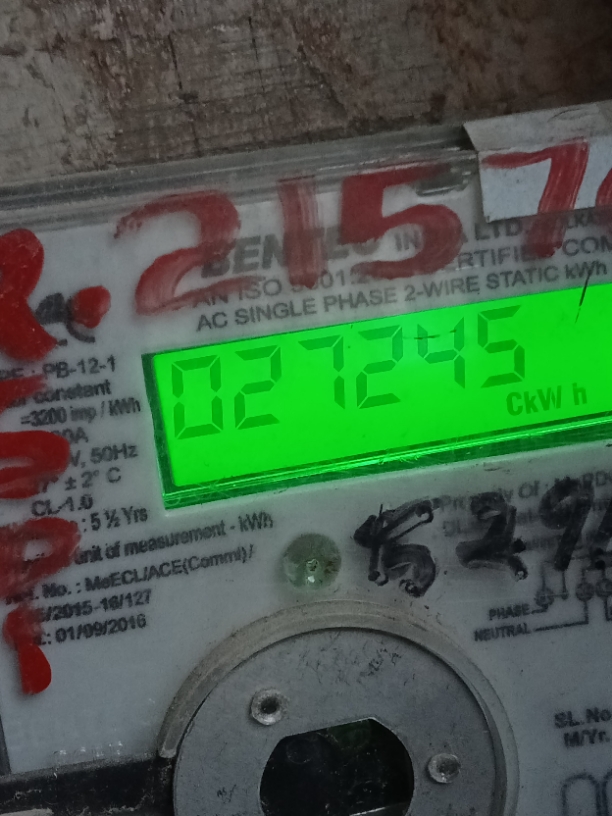 R.2157
AN ISO
CERTIFIED
AC SINGLE PHASE 2-WIRE STATIC kWh
PB-12-1
constant
=3200 imp / kWh
50Hz
± 2° C
CL-1.0
: 5 ½ Yrs
027245
CkW h
unit of measurement - kWh
No. : MeECL/ACE(Comml)/
/2015-16/127
: 01/09/2016
Property Of :
PHASE
NEUTRAL
SL.No
M/Yr.